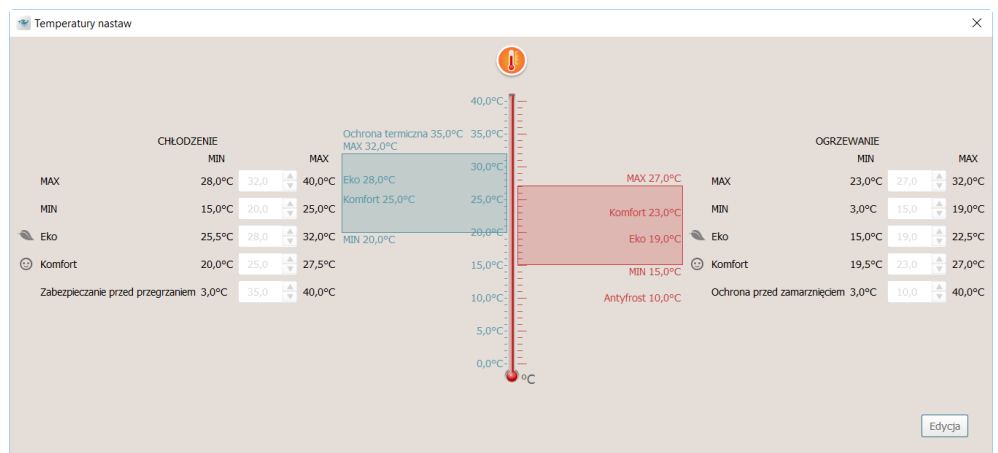 Temperatury nastaw
CHŁODZENIE
MIN MAX
MAX 28,0°C 32,0 40,0°C
MIN 15,0°C 20,0 25,0°C
Eko 25,5°C 28,0 32,0°C
Komfort 20,0°C 25,0 27,5°C
Zabezpieczanie przed przegrzaniem 3,0°C 35,0 40,0°C
Ochrona termiczna 35,0°C
MAX 32,0°C
Eko 28,0°C
Komfort 25,0°C
MIN 20,0°C
40,0°C
35,0°C
30,0°C
25,0°C
20,0°C
15,0°C
10,0°C
5,0°C
0,0°C
°C
MAX 27,0°C
Komfort 23,0°C
Eko 19,0°C
MIN 15,0°C
Antyfrost 10,0°C
OGRZEWANIE
MIN MAX
MAX 23,0°C 27,0 32,0°C
MIN 3,0°C 15,0 19,0°C
Eko 15,0°C 19,0 22,5°C
Komfort 19,5°C 23,0 27,0°C
Ochrona przed zamarznięciem 3,0°C 10,0 40,0°C
Edycja